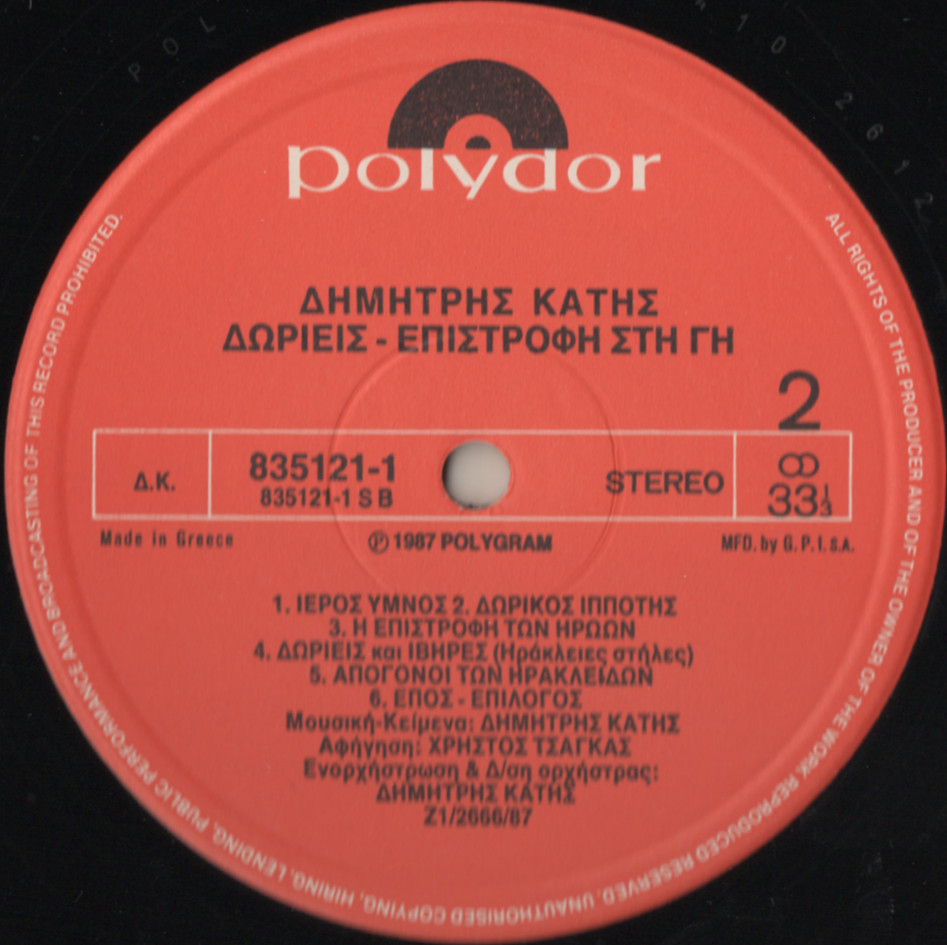 polydor
ΔΗΜΗΤΡΗΣ ΚΑΤΗΣ
ΔΩΡΙΕΙΣ - ΕΠΙΣΤΡΟΦΗ ΣΤΗ ΓΗ
2
Δ.Κ.
835121-1
835121-1 S B
STEREO
33⅓
Made in Greece
℗ 1987 POLYGRAM
MFD. by G. P. I. S.A.
1. ΙΕΡΟΣ ΥΜΝΟΣ 2. ΔΩΡΙΚΟΣ ΙΠΠΟΤΗΣ
3. Η ΕΠΙΣΤΡΟΦΗ ΤΩΝ ΗΡΩΩΝ
4. ΔΩΡΙΕΙΣ και ΙΒΗΡΕΣ (Ηράκλειες στήλες)
5. ΑΠΟΓΟΝΟΙ ΤΩΝ ΗΡΑΚΛΕΙΔΩΝ
6. ΕΠΟΣ - ΕΠΙΛΟΓΟΣ
Μουσική-Κείμενα: ΔΗΜΗΤΡΗΣ ΚΑΤΗΣ
Αφήγηση: ΧΡΗΣΤΟΣ ΤΣΑΓΚΑΣ
Ενορχήστρωση & Δ/ση ορχήστρας:
ΔΗΜΗΤΡΗΣ ΚΑΤΗΣ
Ζ1/2666/87
ALL RIGHTS OF THE PRODUCER AND OF THE OWNER OF THE WORK REPRODUCED RESERVED. UNAUTHORISED COPYING, HIRING, LENDING, PUBLIC PERFORMANCE AND BROADCASTING OF THIS RECORD PROHIBITED.